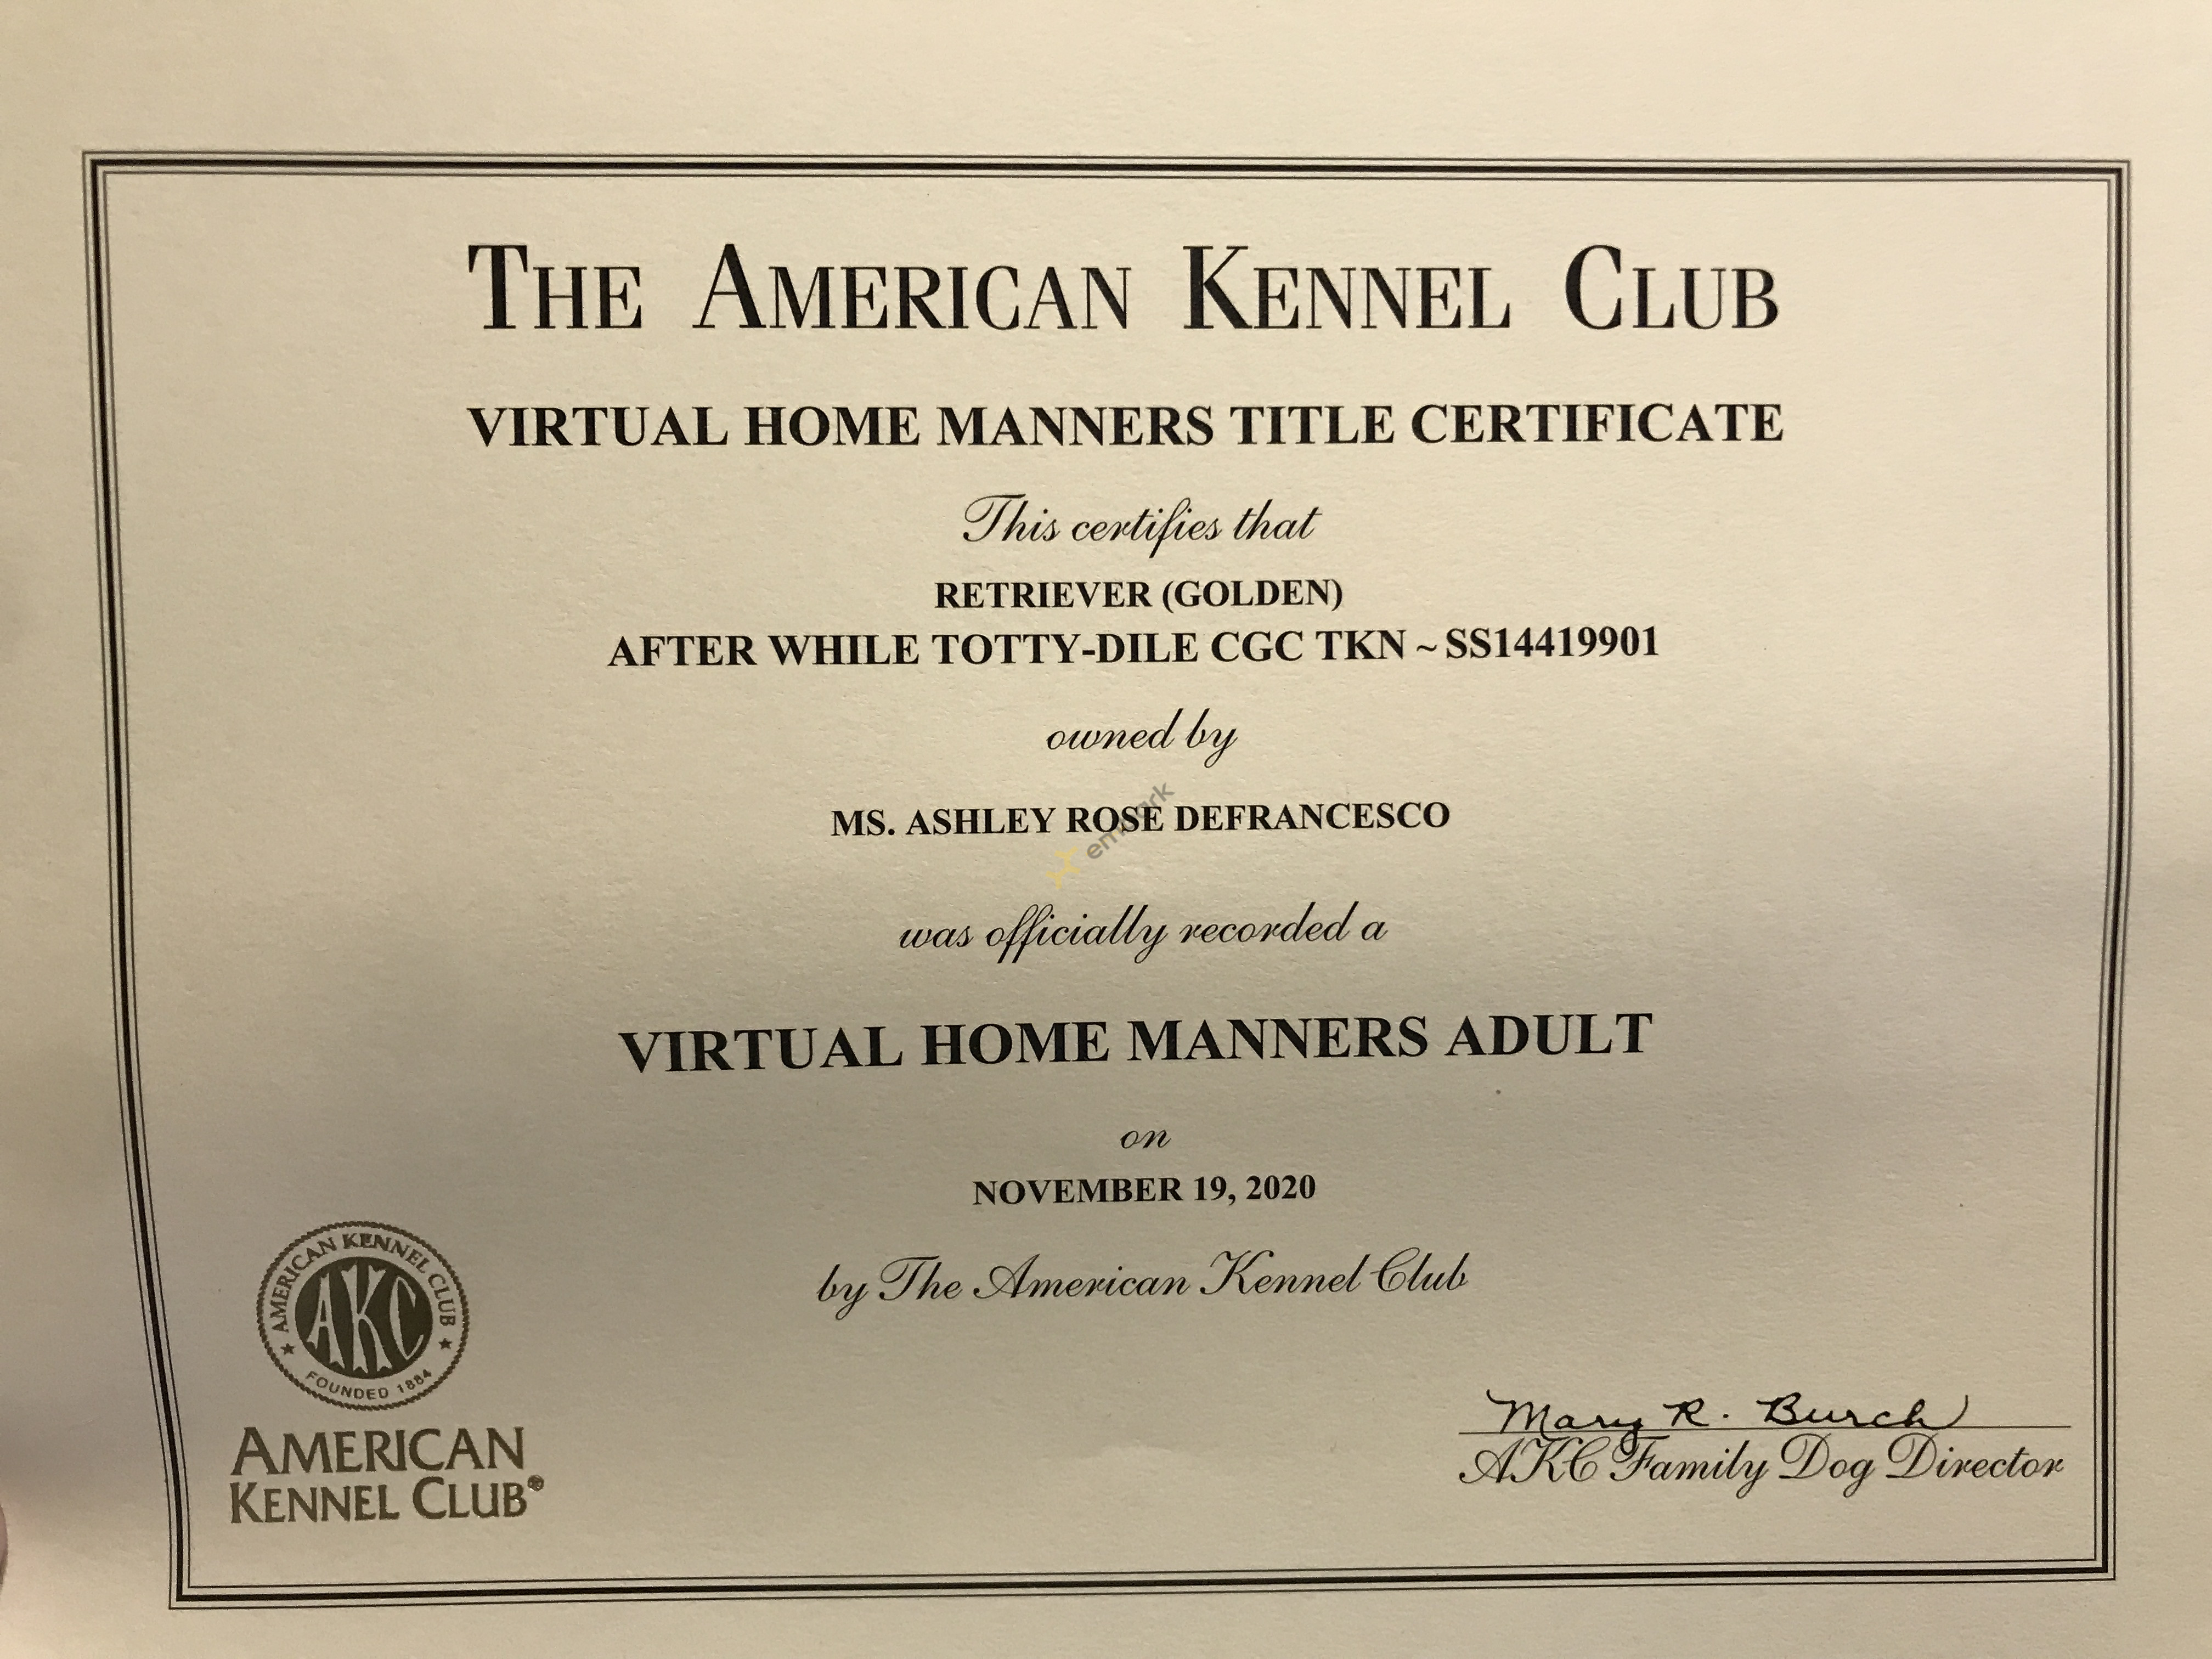 THE AMERICAN KENNEL CLUB
VIRTUAL HOME MANNERS TITLE CERTIFICATE
This certifies that
RETRIEVER (GOLDEN)
AFTER WHILE TOTTY-DILE CGC TKN ~ SS14419901
owned by
MS. ASHLEY ROSE DEFRANCESCO
embark
was officially recorded a
VIRTUAL HOME MANNERS ADULT
on
NOVEMBER 19, 2020
by The American Kennel Club
AMERICAN KENNEL CLUB
AKC
FOUNDED 1884
AMERICAN
KENNEL CLUB®
Mary R. Burch
AKC Family Dog Director